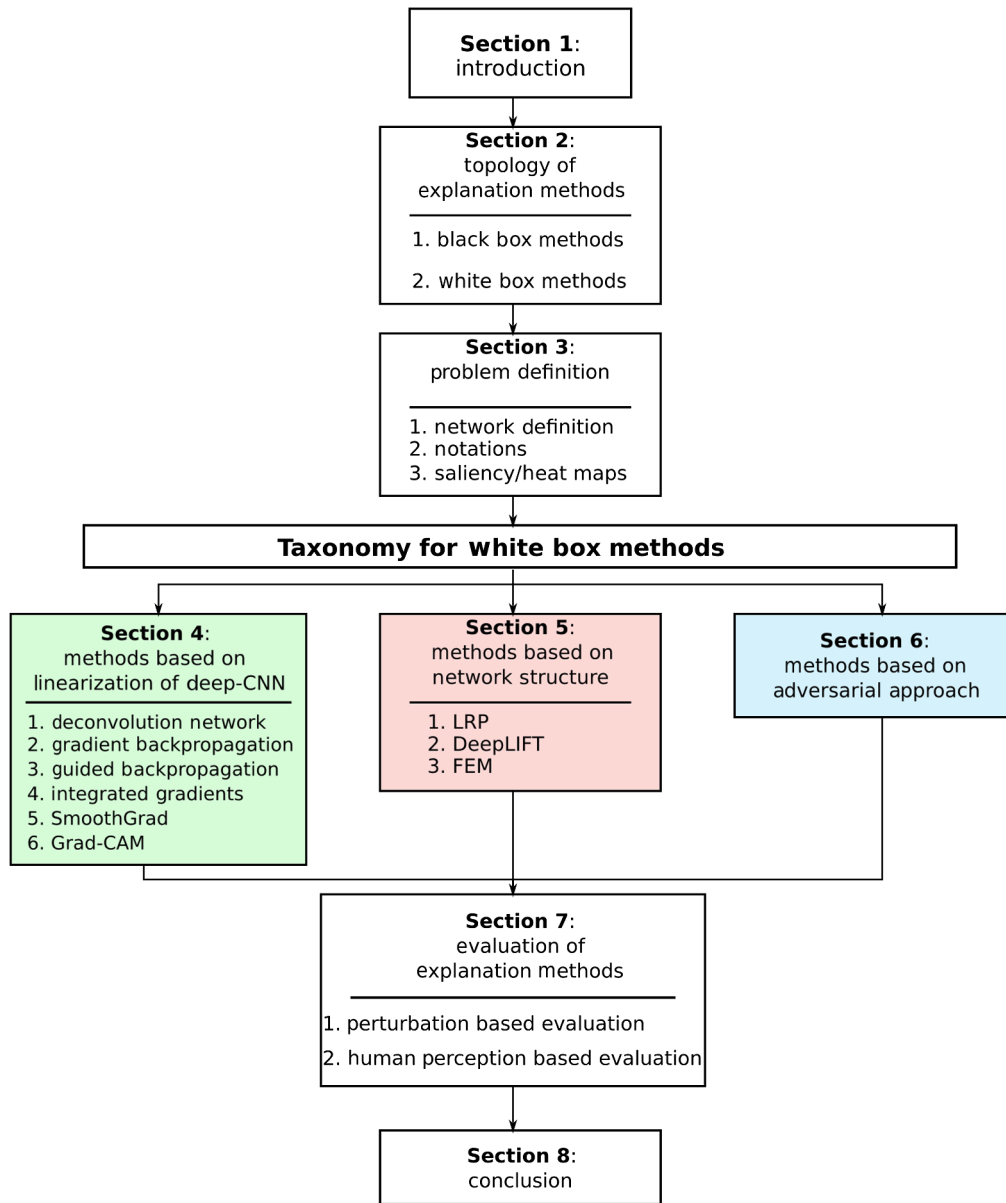 Section 1:
introduction
Section 2:
topology of
explanation methods
1. black box methods
2. white box methods
Section 3:
problem definition
1. network definition
2. notations
3. saliency/heat maps
Taxonomy for white box methods
Section 4:
methods based on
linearization of deep-CNN
1. deconvolution network
2. gradient backpropagation
3. guided backpropagation
4. integrated gradients
5. SmoothGrad
6. Grad-CAM
Section 5:
methods based on
network structure
1. LRP
2. DeepLIFT
3. FEM
Section 6:
methods based on
adversarial approach
Section 7:
evaluation of
explanation methods
1. perturbation based evaluation
2. human perception based evaluation
Section 8:
conclusion